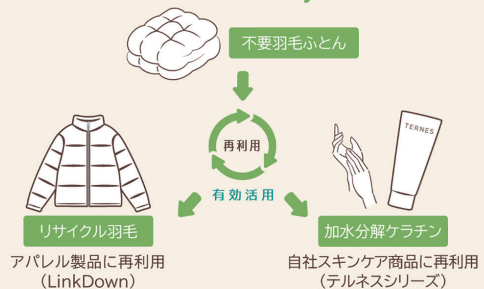 不要羽毛ふとん
再利用
有効活用
TERNES
リサイクル羽毛
加水分解ケラチン
アパレル製品に再利用
（LinkDown）
自社スキンケア商品に再利用
（テルネスシリーズ）